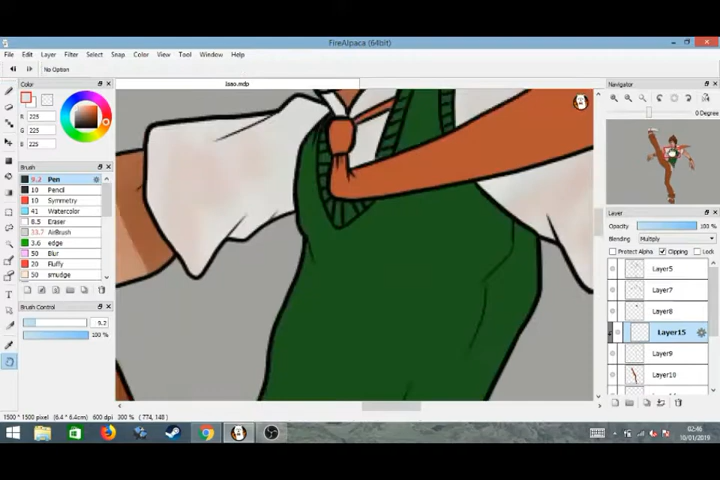 FireAlpaca (64bit)
File Edit Layer Filter Select Snap Color View Tool Window Help
No Option
Color
R 225
G 225
B 225
Brush
9.2 Pen
10 Pencil
10 Symmetry
41 Watercolor
8.5 Eraser
33.7 AirBrush
3.6 edge
50 Blur
20 Fluffy
50 smudge
Brush Control
9.2
100 %
Navigator
0 Degree
Layer
Opacity 100 %
Blending Multiply
Protect Alpha Clipping Lock
Layer5
Layer7
Layer8
Layer15
Layer9
Layer10
1500 * 1500 pixel (6.4 * 6.4cm) 600 dpi 300 % ( 774, 148 )
02:46
10/01/2019